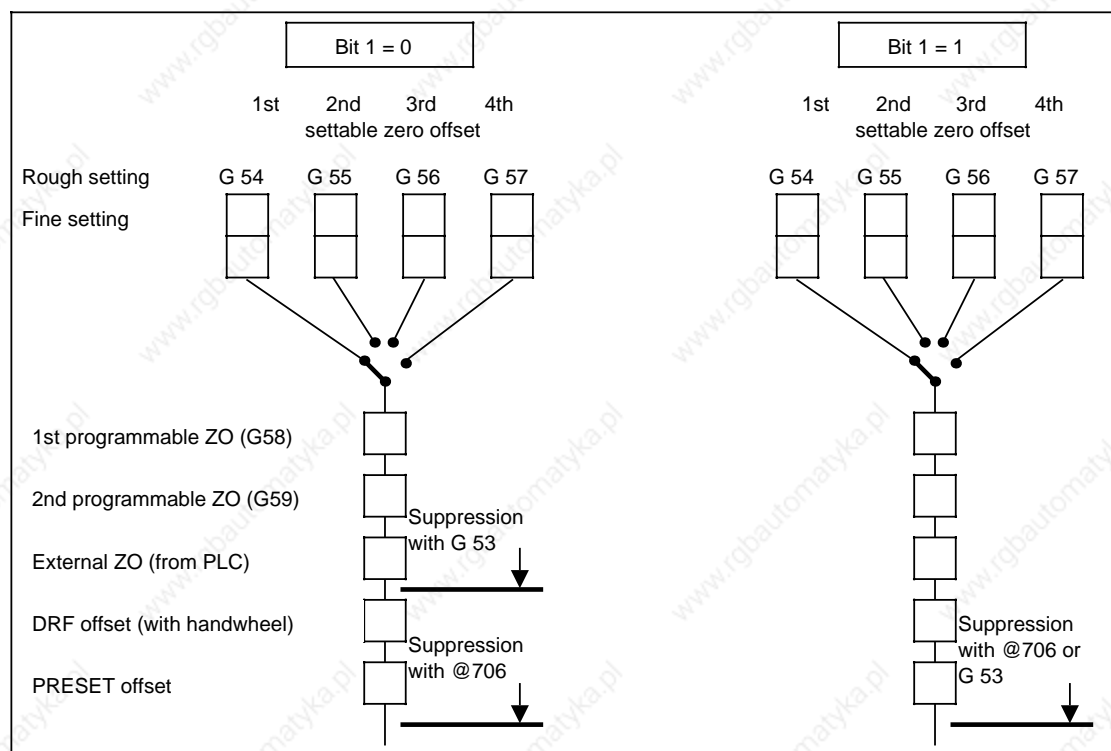 Bit 1 = 0
Bit 1 = 1
1st 2nd 3rd 4th
settable zero offset
1st 2nd 3rd 4th
settable zero offset
Rough setting G 54 G 55 G 56 G 57
G 54 G 55 G 56 G 57
Fine setting
1st programmable ZO (G58)
2nd programmable ZO (G59)
Suppression
with G 53
External ZO (from PLC)
DRF offset (with handwheel)
Suppression
with @706
PRESET offset
Suppression
with @706 or
G 53
www.rgbautomatyka.pl